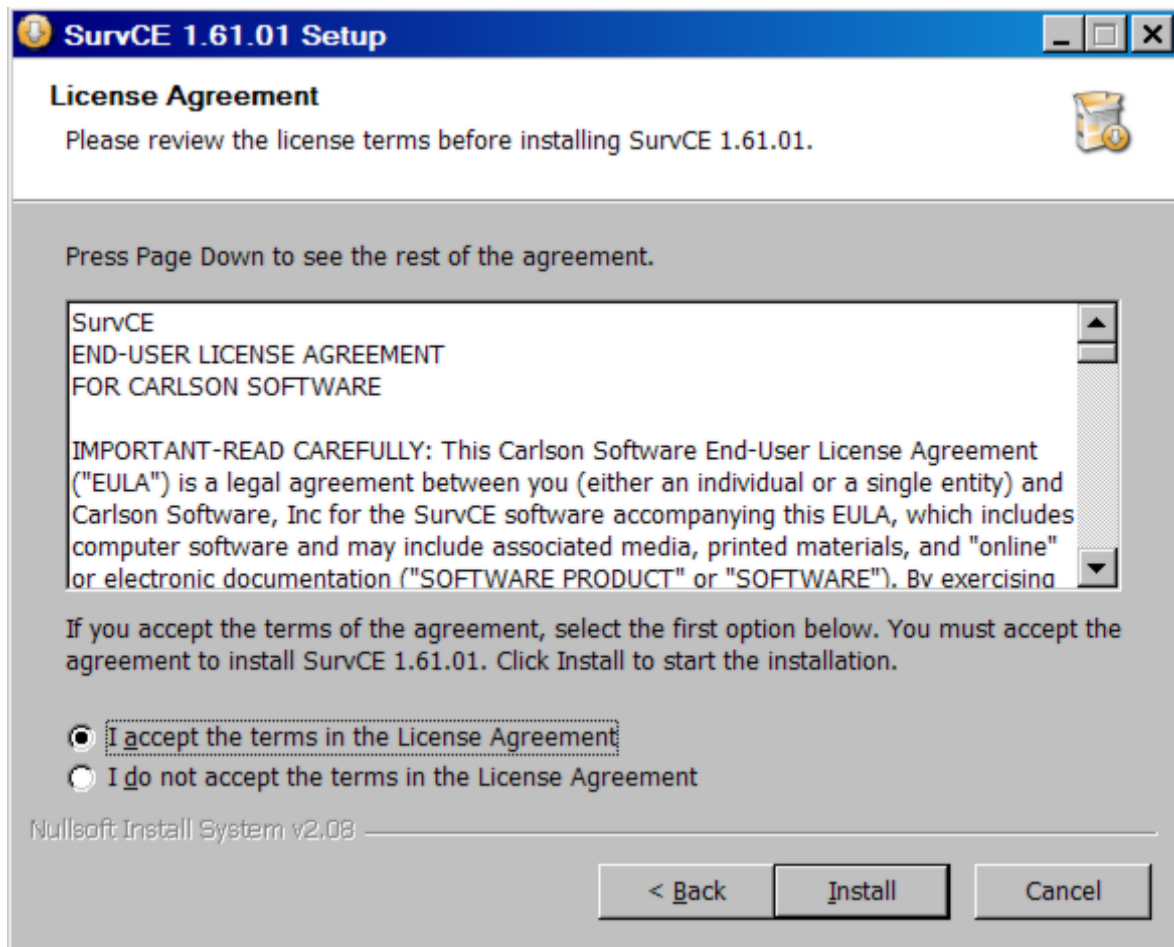 SurvCE 1.61.01 Setup
License Agreement
Please review the license terms before installing SurvCE 1.61.01.
Press Page Down to see the rest of the agreement.
SurvCE
END-USER LICENSE AGREEMENT
FOR CARLSON SOFTWARE
IMPORTANT-READ CAREFULLY: This Carlson Software End-User License Agreement
("EULA") is a legal agreement between you (either an individual or a single entity) and
Carlson Software, Inc for the SurvCE software accompanying this EULA, which includes
computer software and may include associated media, printed materials, and "online"
or electronic documentation ("SOFTWARE PRODUCT" or "SOFTWARE"). By exercising
If you accept the terms of the agreement, select the first option below. You must accept the
agreement to install SurvCE 1.61.01. Click Install to start the installation.
I accept the terms in the License Agreement
I do not accept the terms in the License Agreement
Nullsoft Install System v2.08
< Back Install Cancel